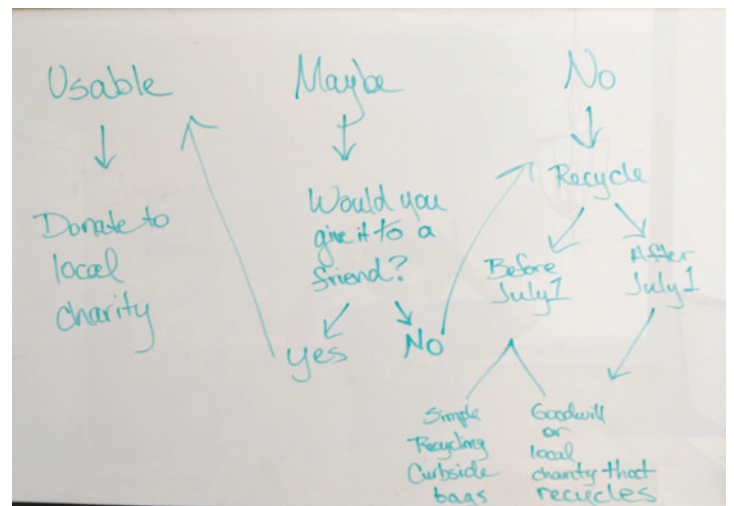 Usable
Donate to
local
charity
Maybe
Would you
give it to a
friend?
Yes
No
No
Recycle
Before
July 1
After
July 1
Simple
Recycling
Curbside
bags
Goodwill
or
local
charity that
recycles